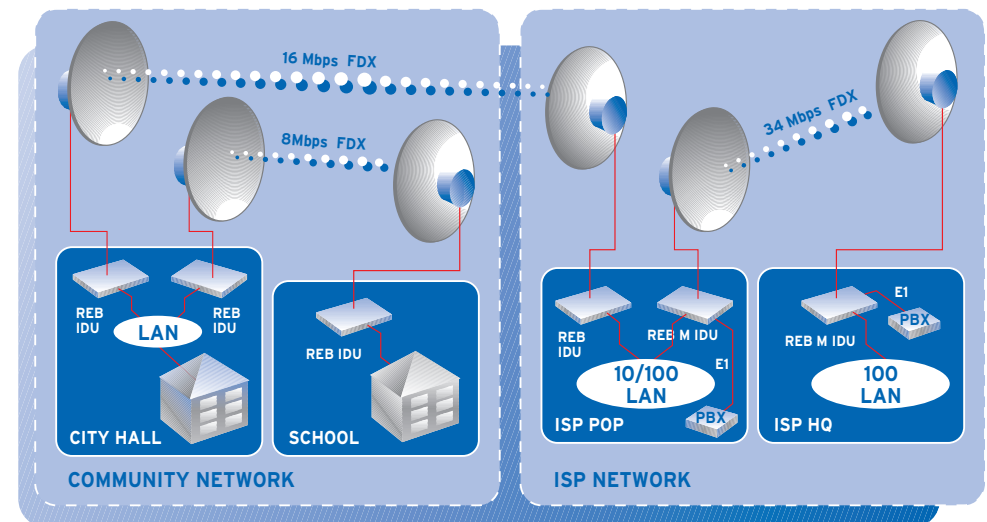 16 Mbps FDX
8Mbps FDX
34 Mbps FDX
REB
IDU
REB
IDU
LAN
CITY HALL
REB IDU
SCHOOL
COMMUNITY NETWORK
REB
IDU
REB M IDU
E1
10/100
LAN
PBX
ISP POP
E1
PBX
REB M IDU
100
LAN
ISP HQ
ISP NETWORK